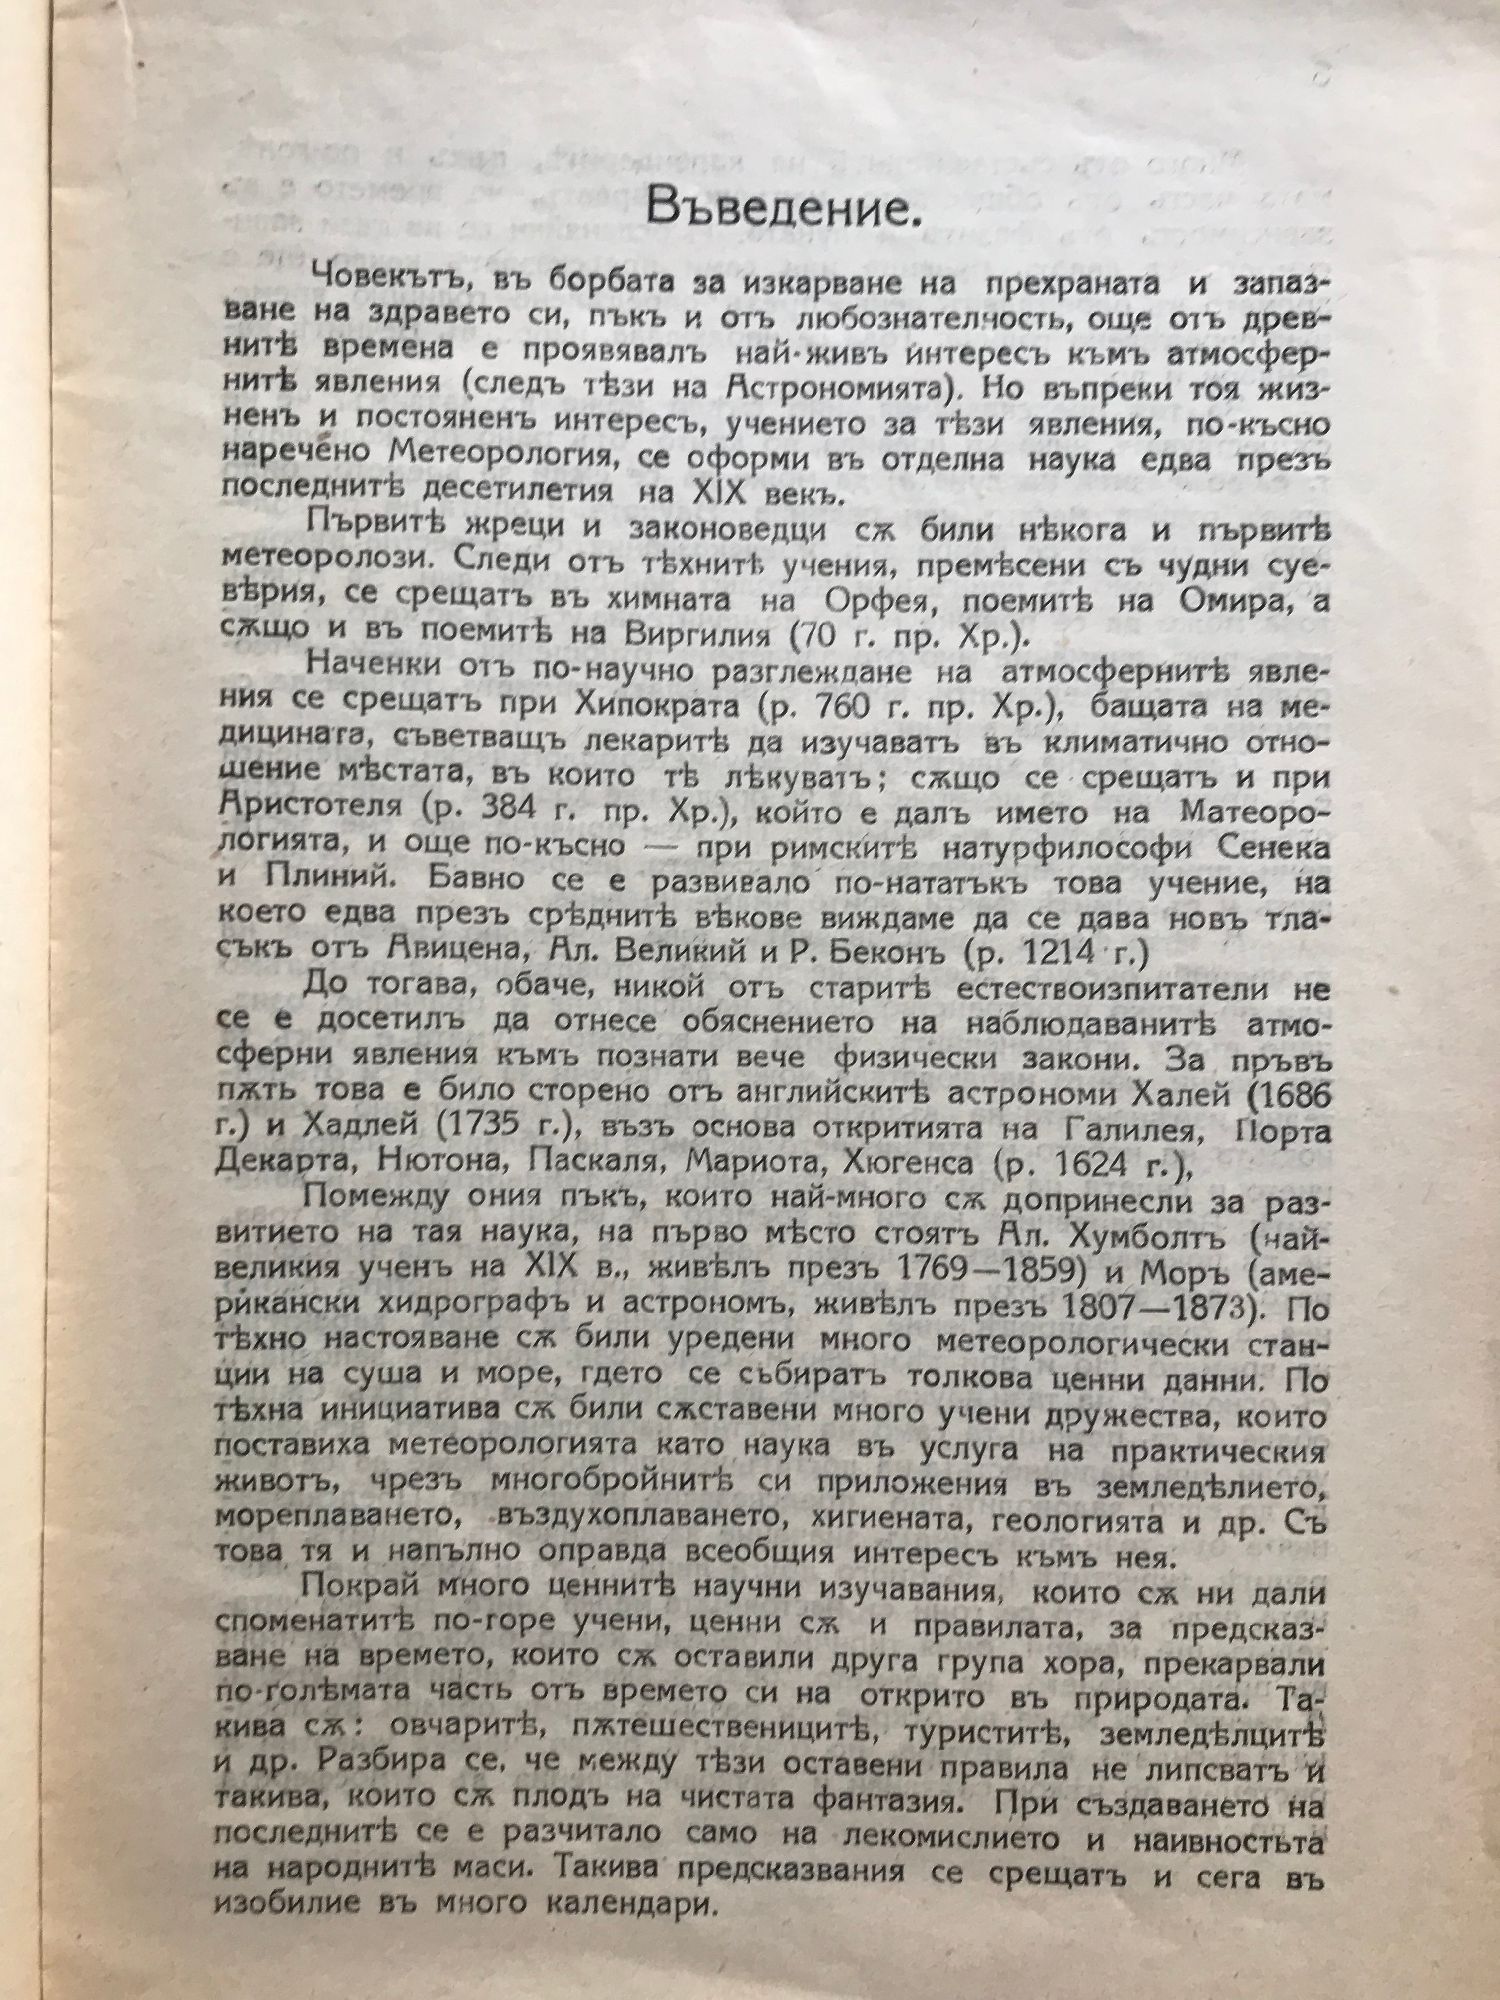 Въведение.
Човекътъ, въ борбата за изкарване на прехраната и запаз-
ване на здравето си, пъкъ и отъ любознателность, още отъ древ-
нитѣ времена е проявявалъ най-живъ интересъ къмъ атмосфер-
нитѣ явления (следъ тѣзи на Астрономията). Но въпреки тоя жиз-
ненъ и постояненъ интересъ, учението за тѣзи явления, по-късно
наречено Метеорология, се оформи въ отделна наука едва презъ
последнитѣ десетилетия на XIX векъ.
Първитѣ жреци и законоведци сѫ били нѣкога и първитѣ
метеоролози. Следи отъ тѣхнитѣ учения, премѣсени съ чудни суе-
вѣрия, се срещатъ въ химната на Орфея, поемитѣ на Омира, а
сѫщо и въ поемитѣ на Виргилия (70 г. пр. Хр.).
Наченки отъ по-научно разглеждане на атмосфернитѣ явле-
ния се срещатъ при Хипократа (р. 760 г. пр. Хр.), бащата на ме-
дицината, съветващъ лекаритѣ да изучаватъ въ климатично отно-
шение мѣстата, въ които тѣ лѣкуватъ; сѫщо се срещатъ и при
Аристотеля (р. 384 г. пр. Хр.), който е далъ името на Матеоро-
логията, и още по-късно — при римскитѣ натурфилософи Сенека
и Плиний. Бавно се е развивало по-нататъкъ това учение, на
което едва презъ срѣднитѣ вѣкове виждаме да се дава новъ тла-
съкъ отъ Авицена, Ал. Великий и Р. Беконъ (р. 1214 г.)
До тогава, обаче, никой отъ старитѣ естествоизпитатели не
се е досетилъ да отнесе обяснението на наблюдаванитѣ атмо-
сферни явления къмъ познати вече физически закони. За пръвъ
пѫть това е било сторено отъ английскитѣ астрономи Халей (1686
г.) и Хадлей (1735 г.), възъ основа откритията на Галилея, Порта
Декарта, Нютона, Паскаля, Мариота, Хюгенса (р. 1624 г.),
Помежду ония пъкъ, които най-много сѫ допринесли за раз-
витието на тая наука, на първо мѣсто стоятъ Ал. Хумболтъ (най-
великия ученъ на XIX в., живѣлъ презъ 1769—1859) и Моръ (аме-
рикански хидрографъ и астрономъ, живѣлъ презъ 1807—1873). По
тѣхно настояване сѫ били уредени много метеорологически стан-
ции на суша и море, гдето се събиратъ толкова ценни данни. По
тѣхна инициатива сѫ били сѫставени много учени дружества, които
поставиха метеорологията като наука въ услуга на практическия
животъ, чрезъ многобройнитѣ си приложения въ земледѣлието,
мореплаването, въздухоплаването, хигиената, геологията и др. Съ
това тя и напълно оправда всеобщия интересъ къмъ нея.
Покрай много ценнитѣ научни изучавания, които сѫ ни дали
споменатитѣ по-горе учени, ценни сѫ и правилата, за предсказ-
ване на времето, които сѫ оставили друга група хора, прекарвали
по-голѣмата часть отъ времето си на открито въ природата. Та-
кива сѫ: овчаритѣ, пѫтешественицитѣ, туриститѣ, земледѣлцитѣ
и др. Разбира се, че между тѣзи оставени правила не липсватъ и
такива, които сѫ плодъ на чистата фантазия. При създаването на
последнитѣ се е разчитало само на лекомислието и наивностьта
на народнитѣ маси. Такива предсказвания се срещатъ и сега въ
изобилие въ много календари.